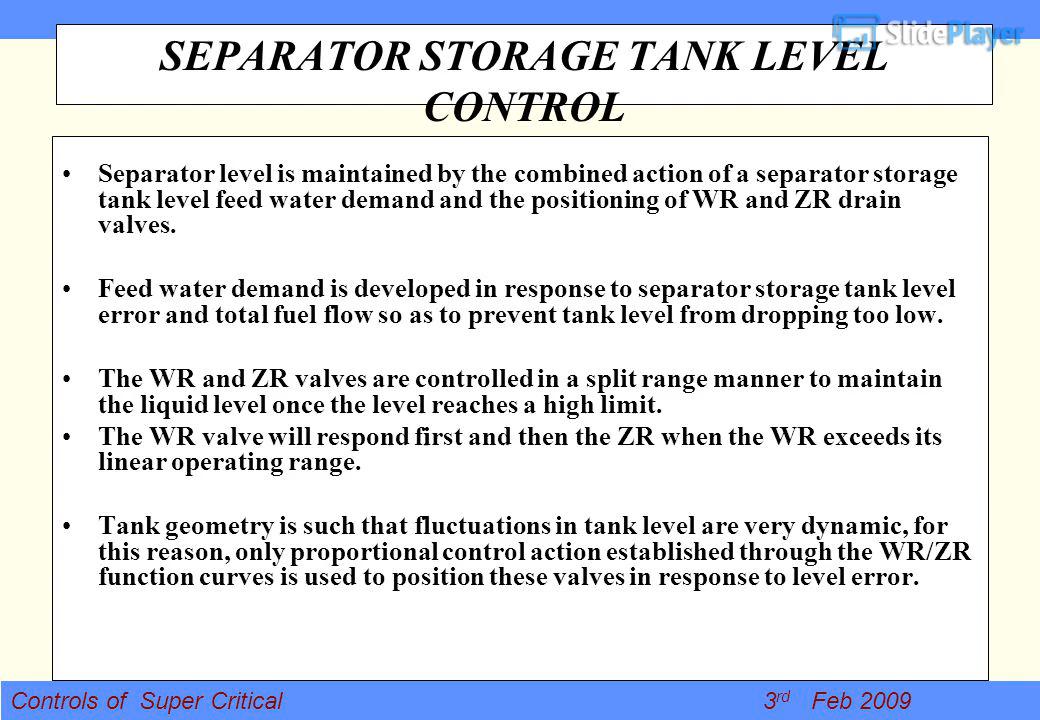 SlidePlayer
SEPARATOR STORAGE TANK LEVEL
CONTROL
• Separator level is maintained by the combined action of a separator storage
tank level feed water demand and the positioning of WR and ZR drain
valves.
• Feed water demand is developed in response to separator storage tank level
error and total fuel flow so as to prevent tank level from dropping too low.
• The WR and ZR valves are controlled in a split range manner to maintain
the liquid level once the level reaches a high limit.
• The WR valve will respond first and then the ZR when the WR exceeds its
linear operating range.
• Tank geometry is such that fluctuations in tank level are very dynamic, for
this reason, only proportional control action established through the WR/ZR
function curves is used to position these valves in response to level error.
Controls of Super Critical 3rd Feb 2009